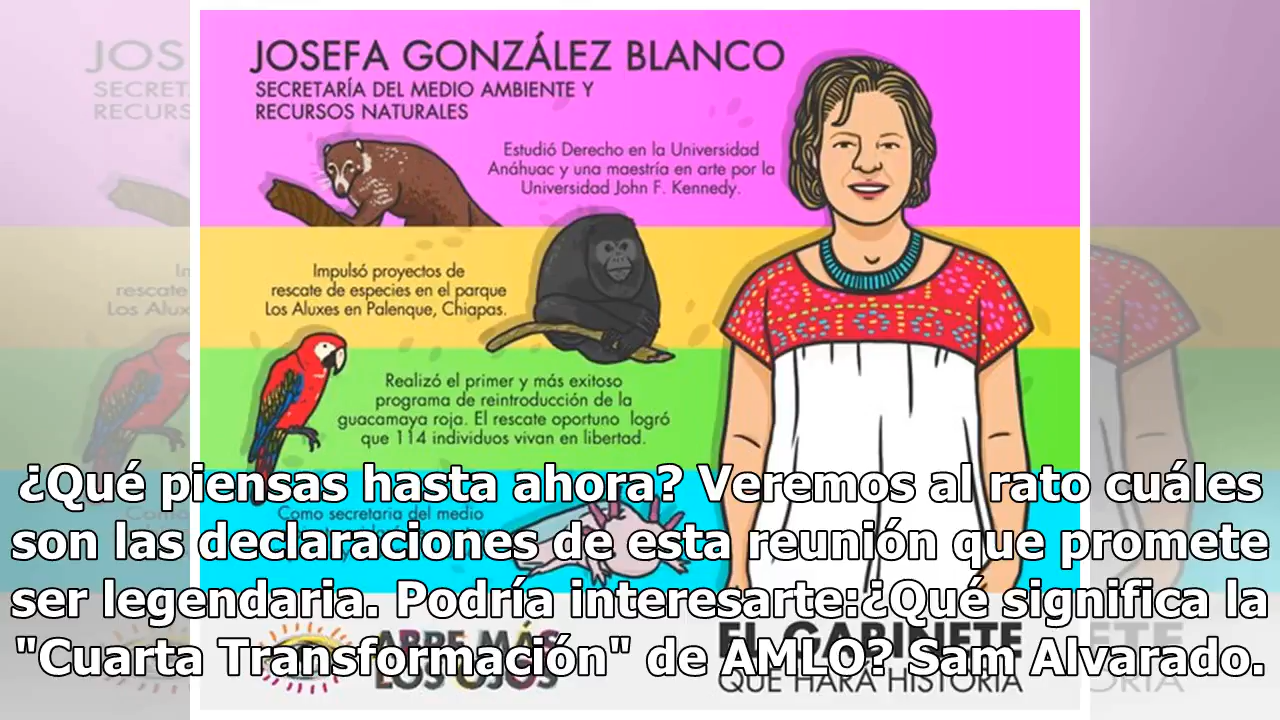 JOSEFA GONZÁLEZ BLANCO
SECRETARÍA DEL MEDIO AMBIENTE Y
RECURSOS NATURALES
Estudió Derecho en la Universidad
Anáhuac y una maestría en arte por la
Universidad John F. Kennedy.
Impulsó proyectos de
rescate de especies en el parque
Los Aluxes en Palenque, Chiapas.
Realizó el primer y más exitoso
programa de reintroducción de la
guacamaya roja. El rescate oportuno logró
que 114 individuos vivan en libertad.
¿Qué piensas hasta ahora? Veremos al rato cuáles
Como secretaria del medio
son las declaraciones de esta reunión que promete
ser legendaria. Podría interesarte:¿Qué significa la
"Cuarta Transformación" de AMLO? Sam Alvarado.
ABRE MÁS
LOS OJOS
EL GABINETE
QUE HARÁ HISTORIA